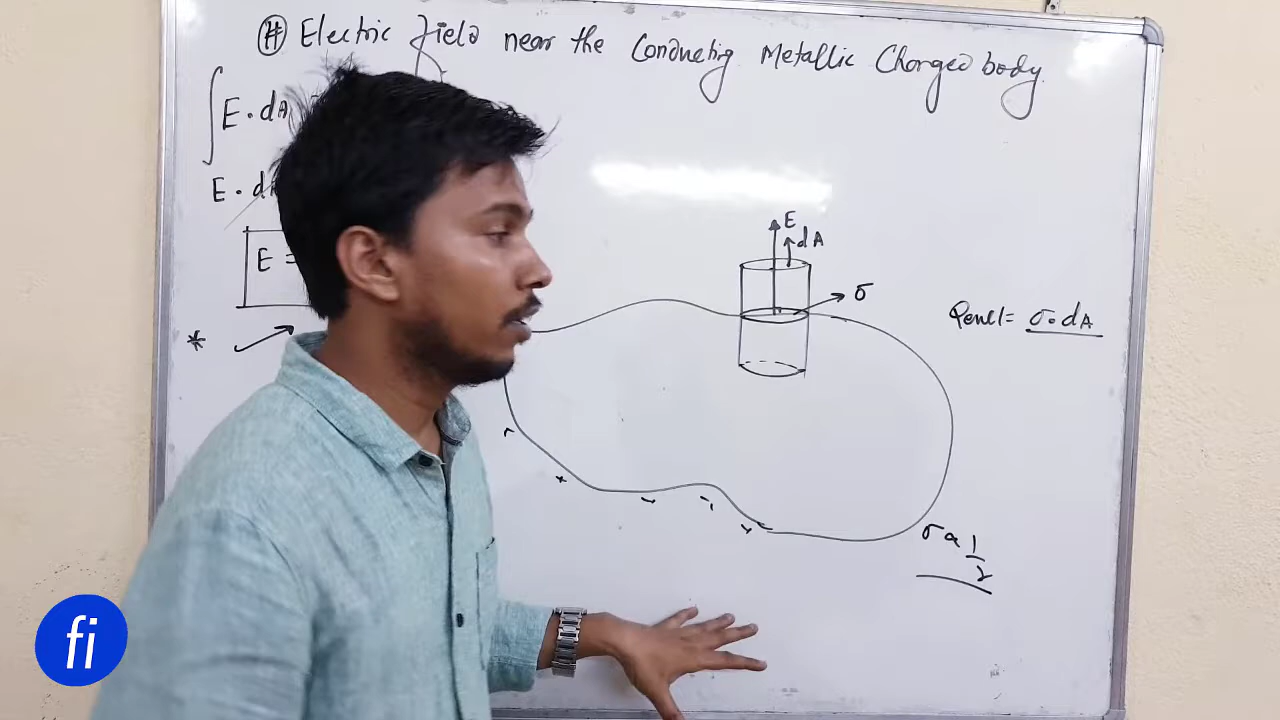 # Electric field near the Conducting Metallic Charged body.
∫ E • dA
E • dA
E =
*
E
dA
σ
qencl = σ • dA
σ α 1/r
fi